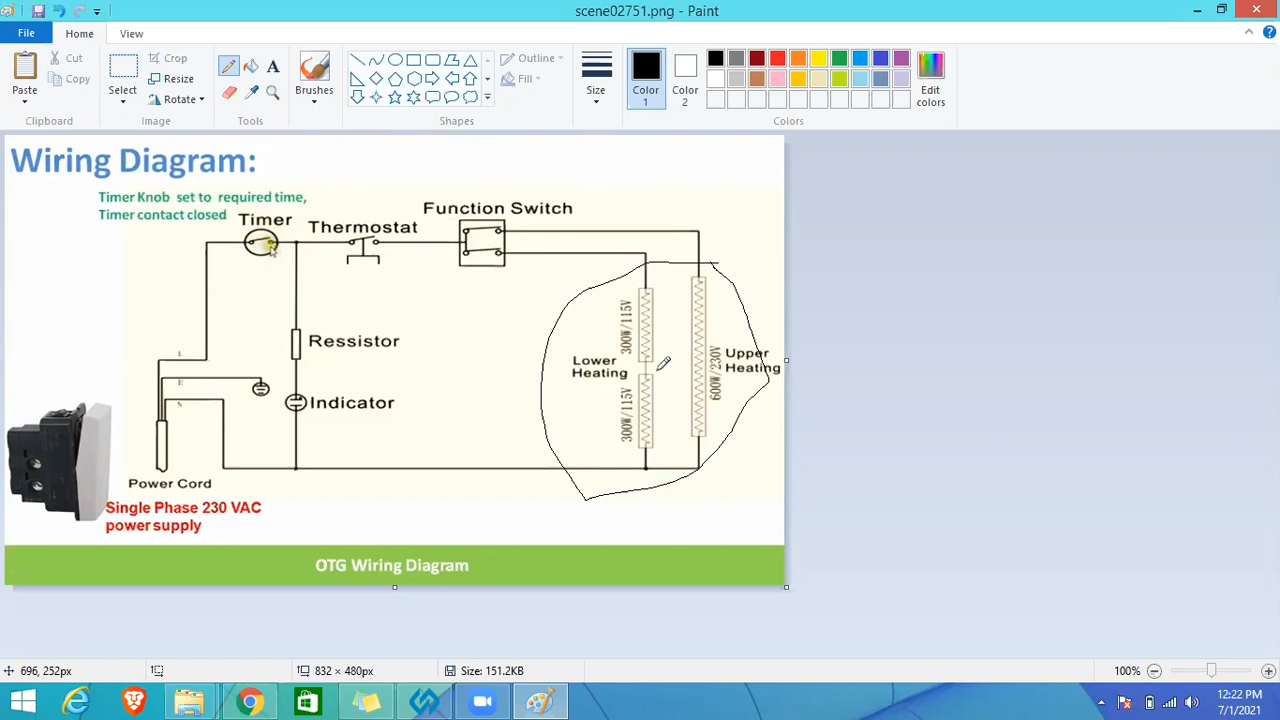 scene02751.png - Paint
File
Home
View
Paste
Cut
Copy
Clipboard
Select
Crop
Resize
Rotate
Image
A
Tools
Brushes
Outline
Fill
Shapes
Size
Color
1
Color
2
Edit
colors
Colors
Wiring Diagram:
Timer Knob set to required time,
Timer contact closed
Timer
Thermostat
Function Switch
Ressistor
Indicator
L
E
N
Power Cord
Single Phase 230 VAC
power supply
Lower
Heating
300W/115V
300W/115V
600W/230V
Upper
Heating
OTG Wiring Diagram
696, 252px
832 × 480px
Size: 151.2KB
100%
12:22 PM
7/1/2021